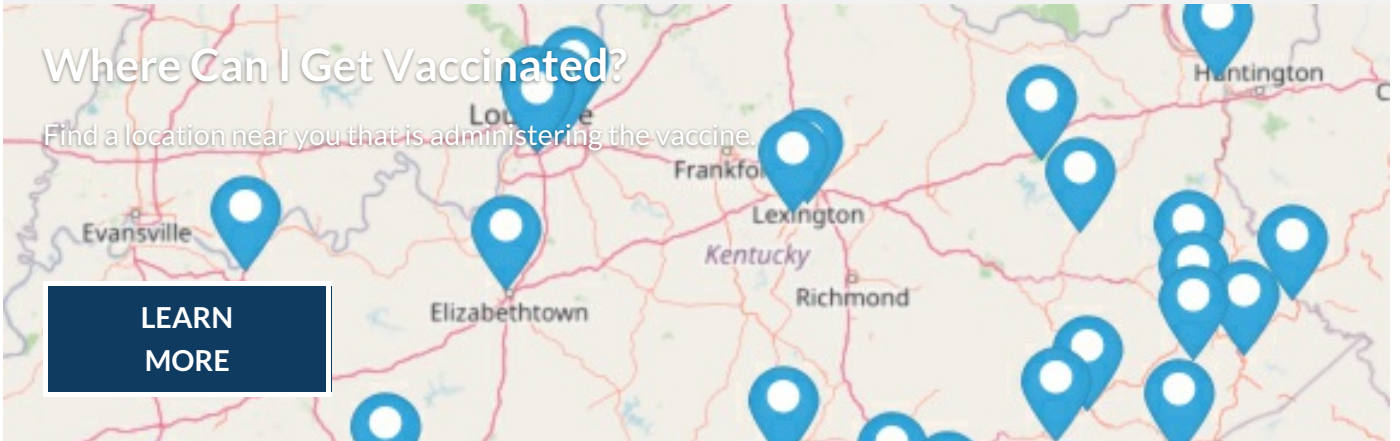 Where Can I Get Vaccinated?
Find a location near you that is administering the vaccine.
Huntington
Evansville
Lexington
Kentucky
Richmond
Elizabethtown
LEARN
MORE